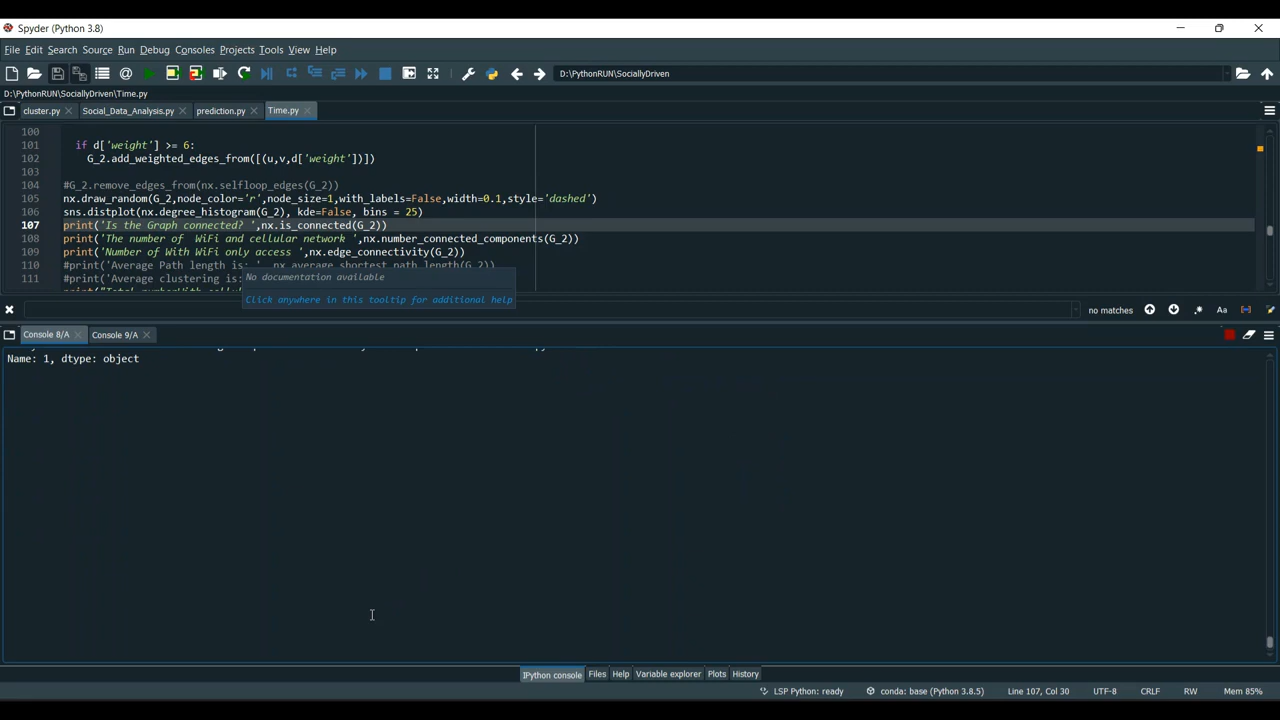 Spyder (Python 3.8)
File Edit Search Source Run Debug Consoles Projects Tools View Help
D:\PythonRUN\SociallyDriven
D:\PythonRUN\SociallyDriven\Time.py
cluster.py Social_Data_Analysis.py prediction.py Time.py
100
101 if d['weight'] >= 6:
102 G_2.add_weighted_edges_from([(u,v,d['weight'])])
103
104 #G_2.remove_edges_from(nx.selfloop_edges(G_2))
105 nx.draw_random(G_2,node_color='r',node_size=1,with_labels=False,width=0.1,style='dashed')
106 sns.distplot(nx.degree_histogram(G_2), kde=False, bins = 25)
107 print('Is the Graph connected? ',nx.is_connected(G_2))
108 print('The number of  WiFi and cellular network ',nx.number_connected_components(G_2))
109 print('Number of With WiFi only access ',nx.edge_connectivity(G_2))
110 #print('Average Path length is: ', nx.average_shortest_path_length(G_2))
111 #print('Average clustering is:
No documentation available
Click anywhere in this tooltip for additional help
no matches Aa
Console 8/A Console 9/A
Name: 1, dtype: object
IPython console Files Help Variable explorer Plots History
LSP Python: ready conda: base (Python 3.8.5) Line 107, Col 30 UTF-8 CRLF RW Mem 85%